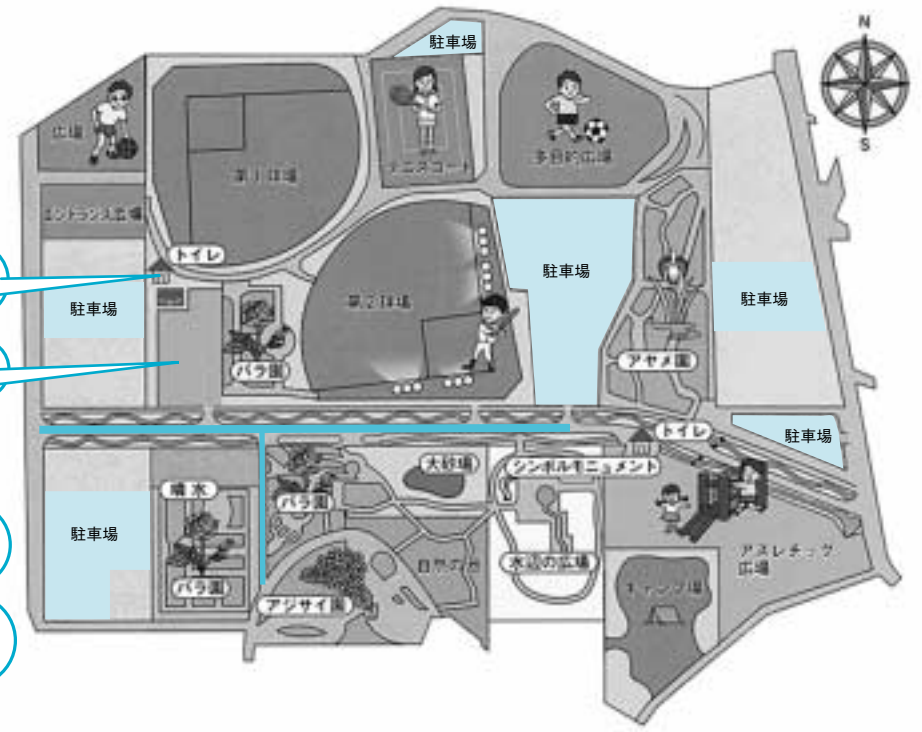 駐車場
N
S
広場
第1球場
テニスコート
多目的広場
エントランス広場
トイレ
駐車場
第2球場
駐車場
駐車場
バラ園
アヤメ園
トイレ
駐車場
大砂場
シンボルモニュメント
噴水
バラ園
駐車場
バラ園
アジサイ園
自然の谷
水辺の広場
アスレチック
広場
キャンプ場